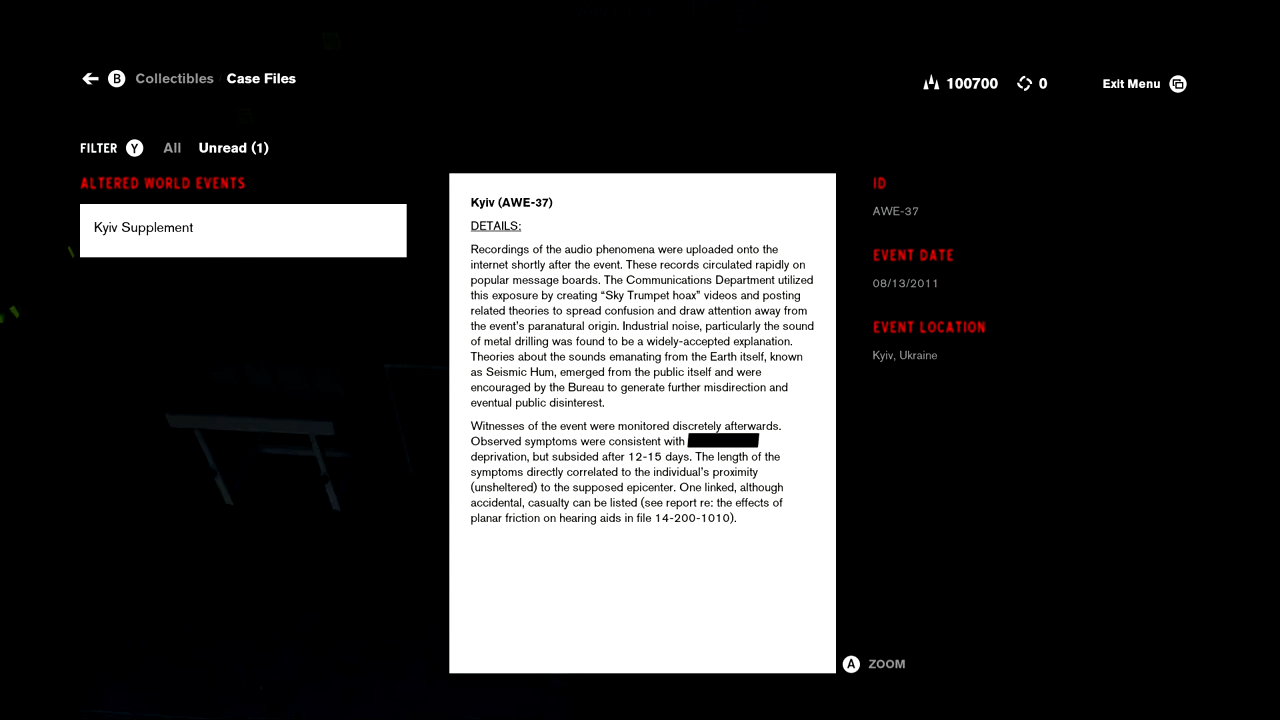 B Collectibles Case Files
100700 0 Exit Menu
FILTER Y All Unread (1)
ALTERED WORLD EVENTS
Kyiv Supplement
Kyiv (AWE-37)
DETAILS:
Recordings of the audio phenomena were uploaded onto the
internet shortly after the event. These records circulated rapidly on
popular message boards. The Communications Department utilized
this exposure by creating “Sky Trumpet hoax” videos and posting
related theories to spread confusion and draw attention away from
the event's paranatural origin. Industrial noise, particularly the sound
of metal drilling was found to be a widely-accepted explanation.
Theories about the sounds emanating from the Earth itself, known
as Seismic Hum, emerged from the public itself and were
encouraged by the Bureau to generate further misdirection and
eventual public disinterest.
Witnesses of the event were monitored discretely afterwards.
Observed symptoms were consistent with
deprivation, but subsided after 12-15 days. The length of the
symptoms directly correlated to the individual's proximity
(unsheltered) to the supposed epicenter. One linked, although
accidental, casualty can be listed (see report re: the effects of
planar friction on hearing aids in file 14-200-1010).
ID
AWE-37
EVENT DATE
08/13/2011
EVENT LOCATION
Kyiv, Ukraine
A ZOOM